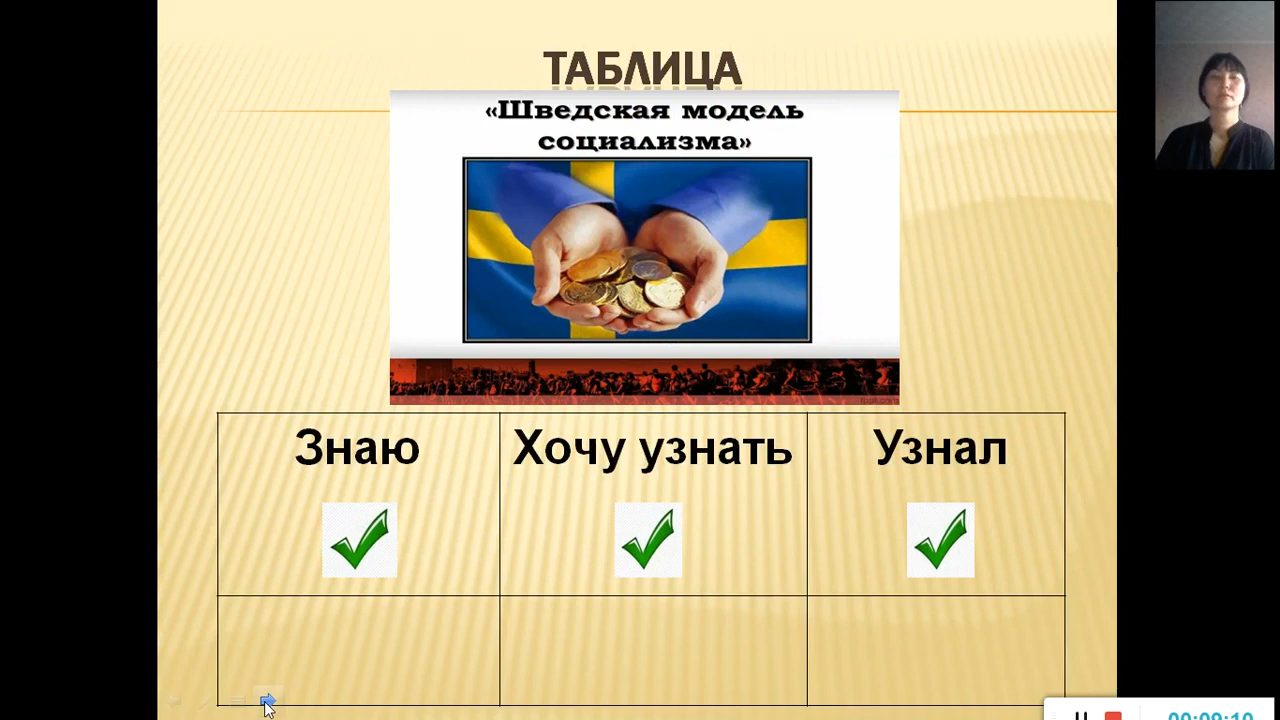 ТАБЛИЦА
«Шведская модель
социализма»
Знаю
Хочу узнать
Узнал